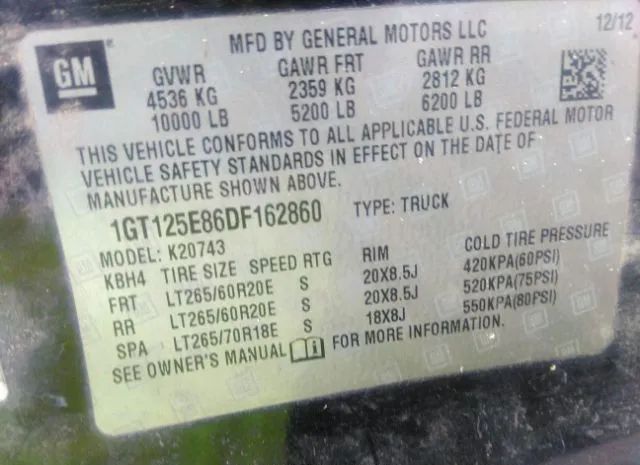 GM
MFD BY GENERAL MOTORS LLC 12/12
GVWR GAWR FRT GAWR RR
4536 KG 2359 KG 2812 KG
10000 LB 5200 LB 6200 LB
THIS VEHICLE CONFORMS TO ALL APPLICABLE U.S. FEDERAL MOTOR
VEHICLE SAFETY STANDARDS IN EFFECT ON THE DATE OF
MANUFACTURE SHOWN ABOVE.
1GT125E86DF162860 TYPE: TRUCK
MODEL: K20743
KBH4 TIRE SIZE SPEED RTG RIM COLD TIRE PRESSURE
FRT LT265/60R20E S 20X8.5J 420KPA(60PSI)
RR LT265/60R20E S 20X8.5J 520KPA(75PSI)
SPA LT265/70R18E S 18X8J 550KPA(80PSI)
SEE OWNER'S MANUAL FOR MORE INFORMATION.